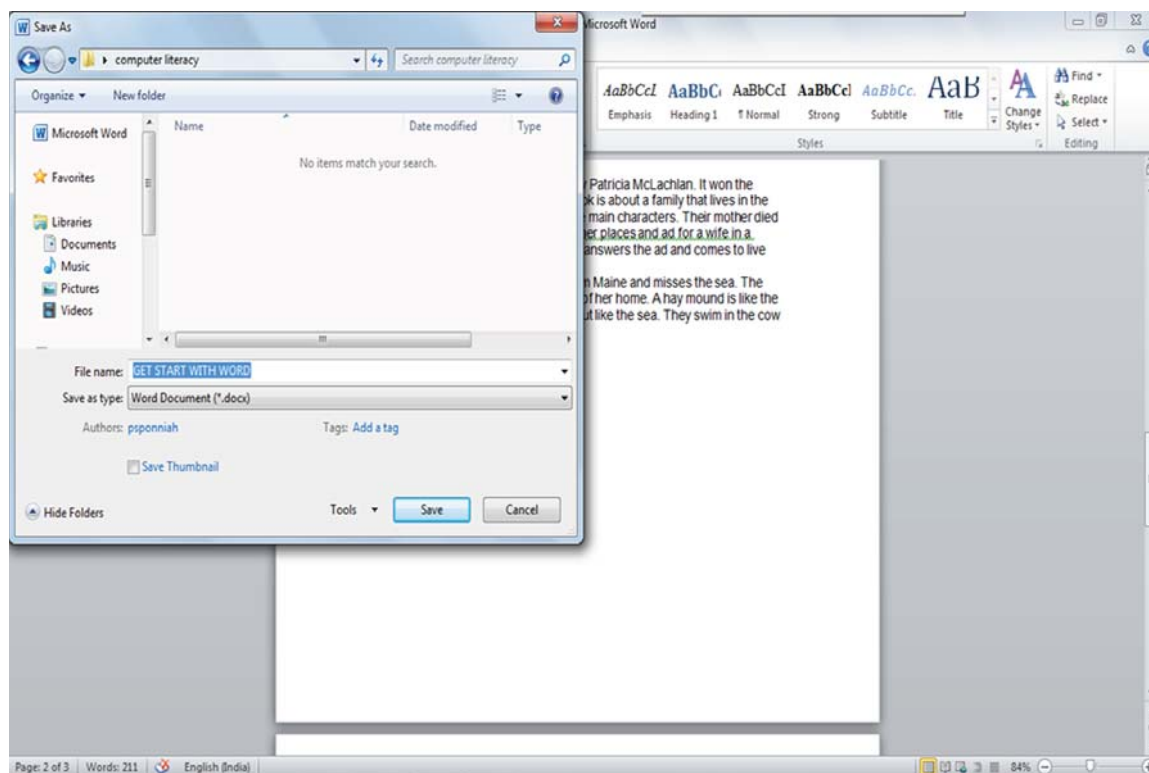 Save As
Microsoft Word
computer literacy
Search computer literacy
Organize
New folder
Microsoft Word
Favorites
Libraries
Documents
Music
Pictures
Videos
Name
Date modified
Type
No items match your search.
File name: GET START WITH WORD
Save as type: Word Document (*.docx)
Authors: psponniah
Tags: Add a tag
Save Thumbnail
Hide Folders
Tools
Save
Cancel
AaBbCcI AaBbC AaBbCcI AaBbCcl AaBbCc. AaB
Emphasis Heading 1 ¶ Normal Strong Subtitle Title
Change
Styles
Find
Replace
Select
Styles
Editing
Patricia McLachlan. It won the
is about a family that lives in the
main characters. Their mother died
places and ad for a wife in a
answers the ad and comes to live
Maine and misses the sea. The
of her home. A hay mound is like the
like the sea. They swim in the cow
Page: 2 of 3
Words: 211
English (India)
84%